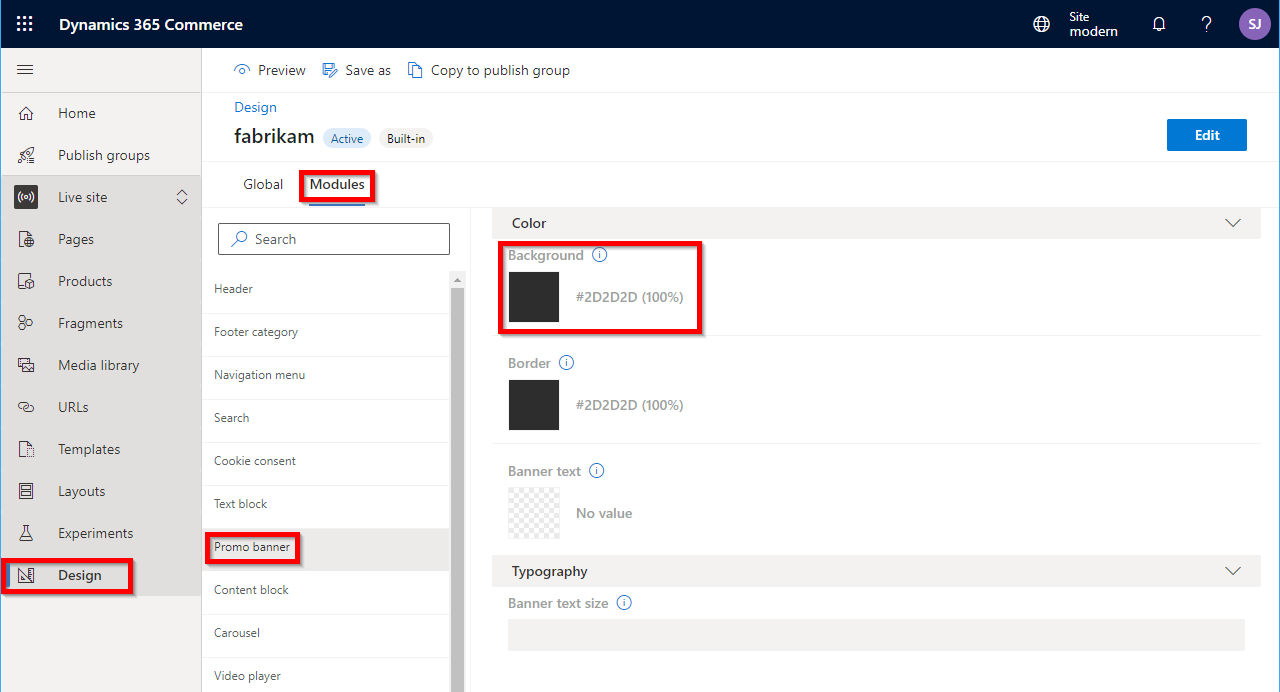 Dynamics 365 Commerce
Site
modern
SJ
Preview
Save as
Copy to publish group
Home
Publish groups
Live site
Pages
Products
Fragments
Media library
URLs
Templates
Layouts
Experiments
Design
Design
fabrikam
Active
Built-in
Edit
Global
Modules
Search
Header
Footer category
Navigation menu
Search
Cookie consent
Text block
Promo banner
Content block
Carousel
Video player
Color
Background
#2D2D2D (100%)
Border
#2D2D2D (100%)
Banner text
No value
Typography
Banner text size